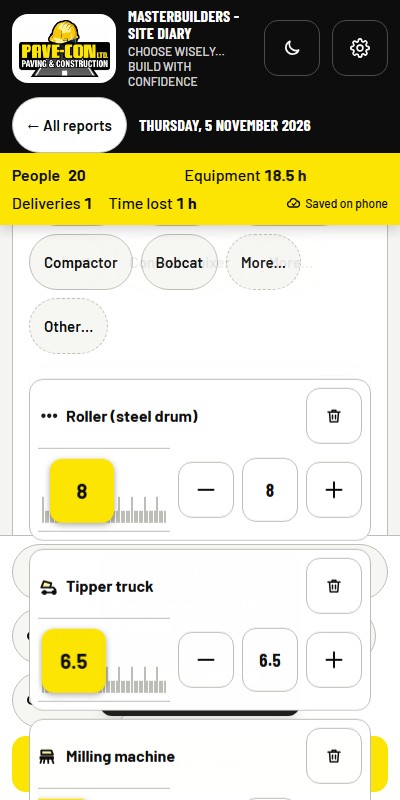 PAVE-CON LTD.
PAVING & CONSTRUCTION
MASTERBUILDERS - SITE DIARY
CHOOSE WISELY... BUILD WITH CONFIDENCE
← All reports
THURSDAY, 5 NOVEMBER 2026
People 20
Equipment 18.5 h
Deliveries 1
Time lost 1 h
Saved on phone
Compactor
Bobcat
More...
Other...
Roller (steel drum)
8
8
Tipper truck
6.5
6.5
Milling machine